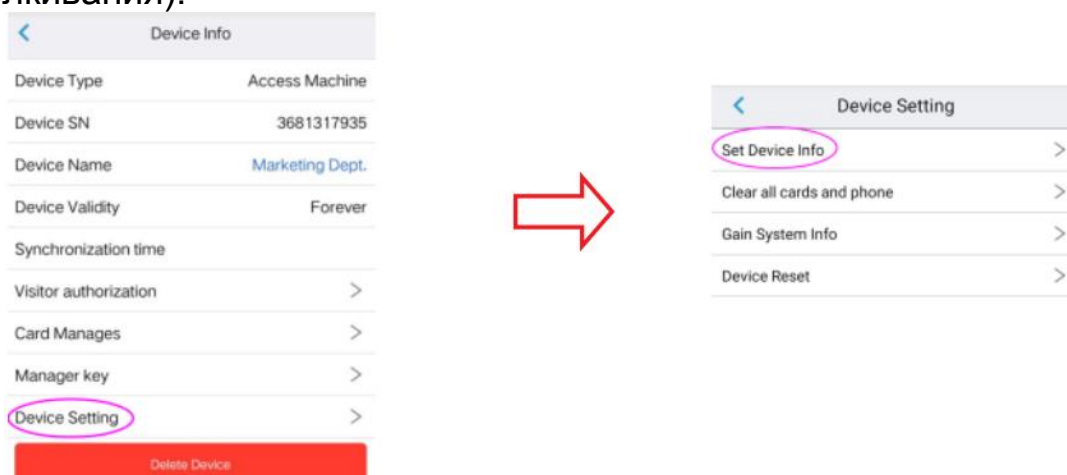 Device Info
Device Type Access Machine
Device SN 3681317935
Device Name Marketing Dept.
Device Validity Forever
Synchronization time
Visitor authorization >
Card Manages >
Manager key >
Device Setting >
Delete Device
Device Setting
Set Device Info >
Clear all cards and phone >
Gain System Info >
Device Reset >